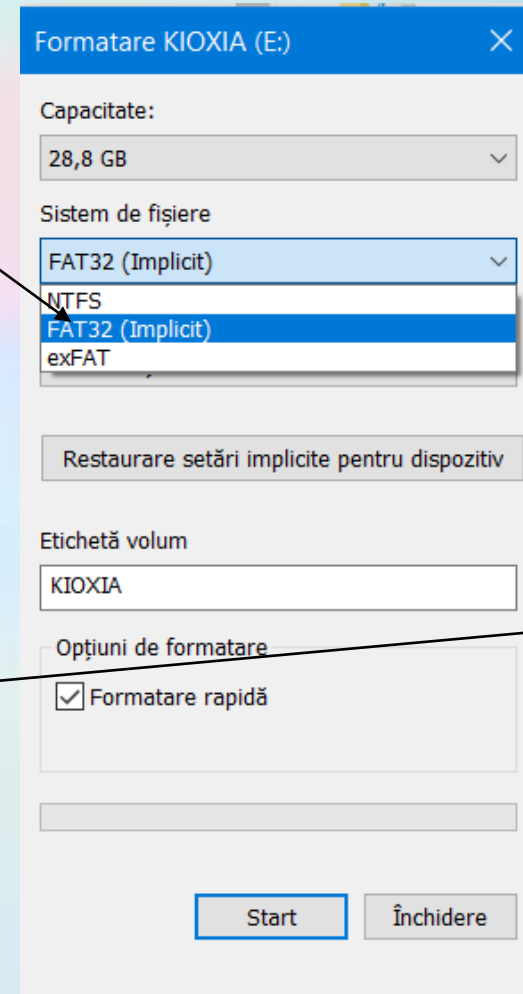 Formatare KIOXIA (E:)
Capacitate:
28,8 GB
Sistem de fișiere
FAT32 (Implicit)
NTFS
FAT32 (Implicit)
exFAT
Restaurare setări implicite pentru dispozitiv
Etichetă volum
KIOXIA
Opțiuni de formatare
Formatare rapidă
Start
Închidere